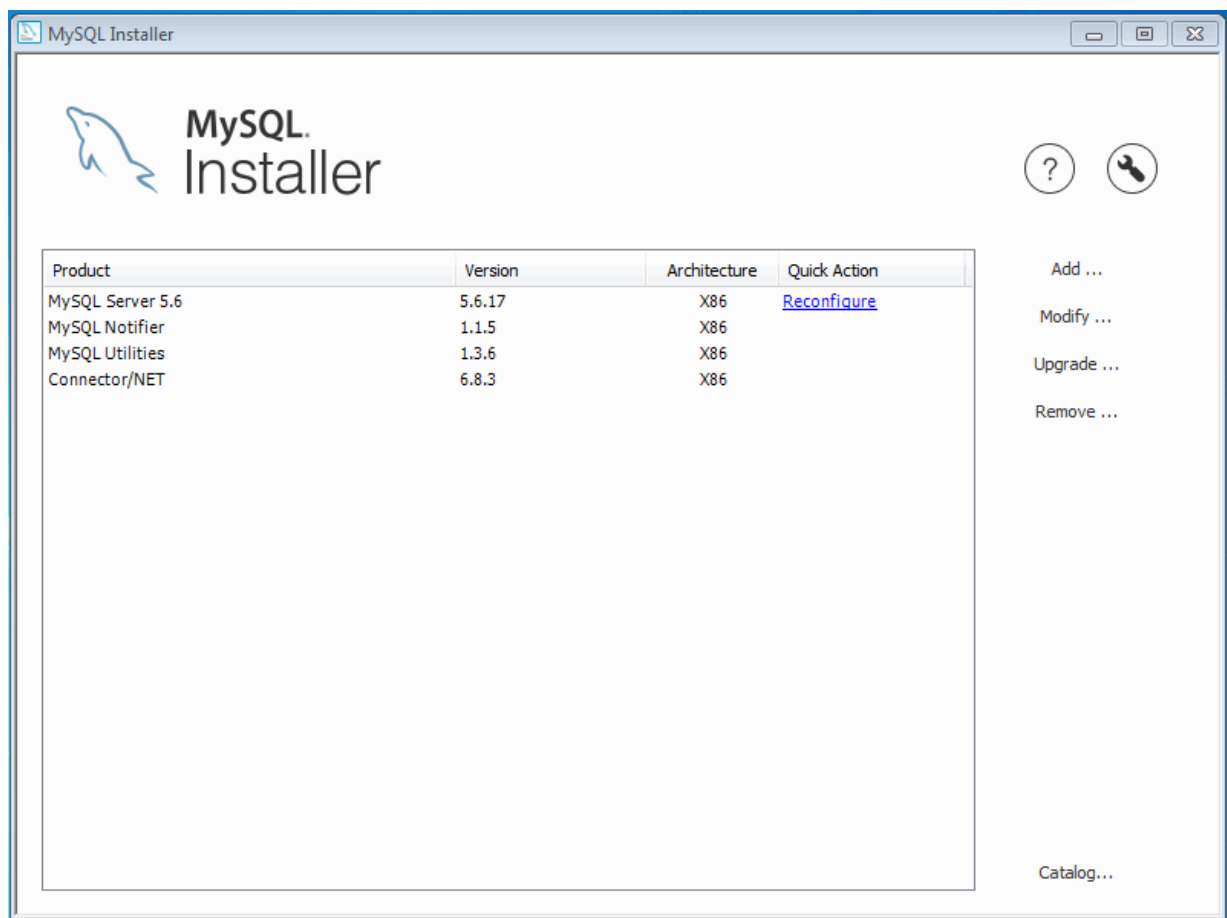 MySQL Installer
MySQL.
Installer
?
Product Version Architecture Quick Action
MySQL Server 5.6 5.6.17 X86 Reconfigure
MySQL Notifier 1.1.5 X86
MySQL Utilities 1.3.6 X86
Connector/NET 6.8.3 X86
Add ...
Modify ...
Upgrade ...
Remove ...
Catalog...